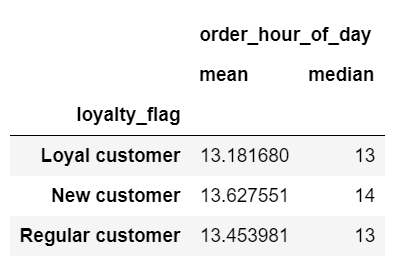 order_hour_of_day
mean median
loyalty_flag
Loyal customer 13.181680 13
New customer 13.627551 14
Regular customer 13.453981 13